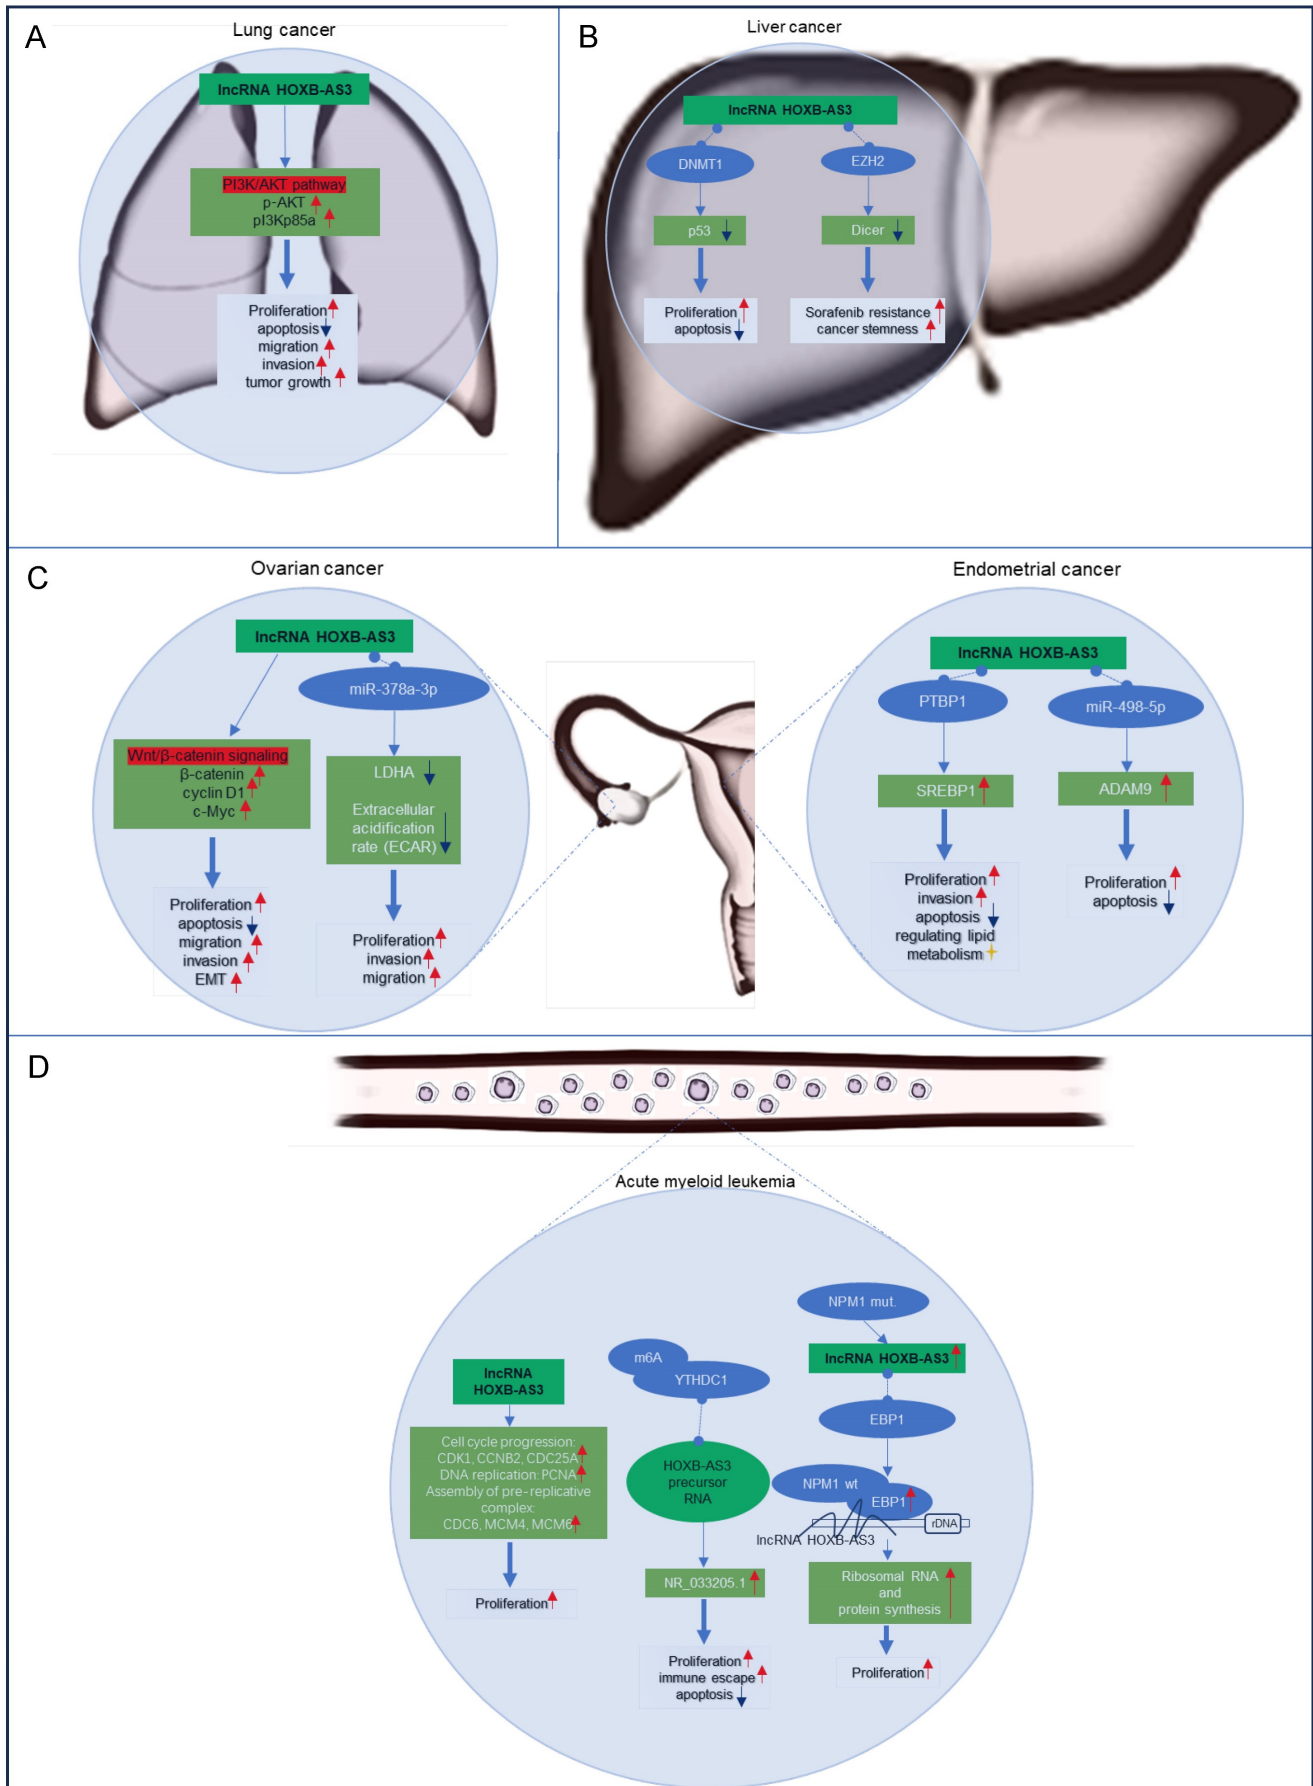 A
Lung cancer
lncRNA HOXB-AS3
PI3K/AKT pathway
p-AKT
pI3Kp85a
Proliferation
apoptosis
migration
invasion
tumor growth
B
Liver cancer
lncRNA HOXB-AS3
DNMT1
EZH2
p53
Dicer
Proliferation
apoptosis
Sorafenib resistance
cancer stemness
C
Ovarian cancer
lncRNA HOXB-AS3
miR-378a-3p
Wnt/β-catenin signaling
β-catenin
cyclin D1
c-Myc
LDHA
Extracellular
acidification
rate (ECAR)
Proliferation
apoptosis
migration
invasion
EMT
Proliferation
invasion
migration
Endometrial cancer
lncRNA HOXB-AS3
PTBP1
miR-498-5p
SREBP1
ADAM9
Proliferation
invasion
apoptosis
regulating lipid
metabolism
Proliferation
apoptosis
D
Acute myeloid leukemia
lncRNA
HOXB-AS3
Cell cycle progression:
CDK1, CCNB2, CDC25A
DNA replication: PCNA
Assembly of pre-replicative
complex:
CDC6, MCM4, MCM6
Proliferation
m6A
YTHDC1
HOXB-AS3
precursor
RNA
NR_033205.1
Proliferation
immune escape
apoptosis
NPM1 mut.
lncRNA HOXB-AS3
EBP1
NPM1 wt
EBP1
rDNA
lncRNA HOXB-AS3
Ribosomal RNA
and
protein synthesis
Proliferation